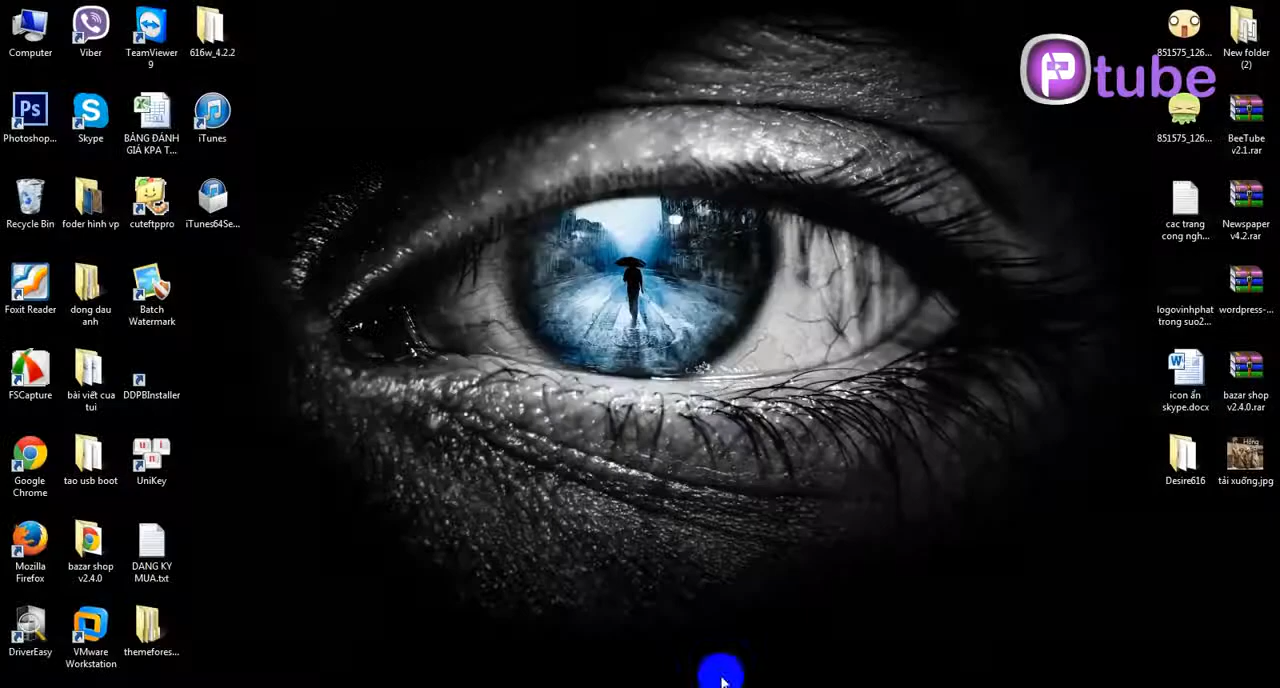 Computer
Viber
TeamViewer
9
616w_4.2.2
Photoshop...
Skype
BẢNG ĐÁNH
GIÁ KPA T...
iTunes
Recycle Bin
foder hinh vp
cuteftppro
iTunes64Se...
Foxit Reader
dong dau
anh
Batch
Watermark
FSCapture
bài viết cua
tui
DDPBInstaller
Google
Chrome
tao usb boot
UniKey
Mozilla
Firefox
bazar shop
v2.4.0
DANG KY
MUA.txt
DriverEasy
VMware
Workstation
themefores...
Ptube
851575_126...
New folder
(2)
851575_126...
BeeTube
v2.1.rar
cac trang
cong ngh...
Newspaper
v4.2.rar
logovinhphat
trong suo2...
wordpress-...
icon ẩn
skype.docx
bazar shop
v2.4.0.rar
Desire616
tải xuống.jpg